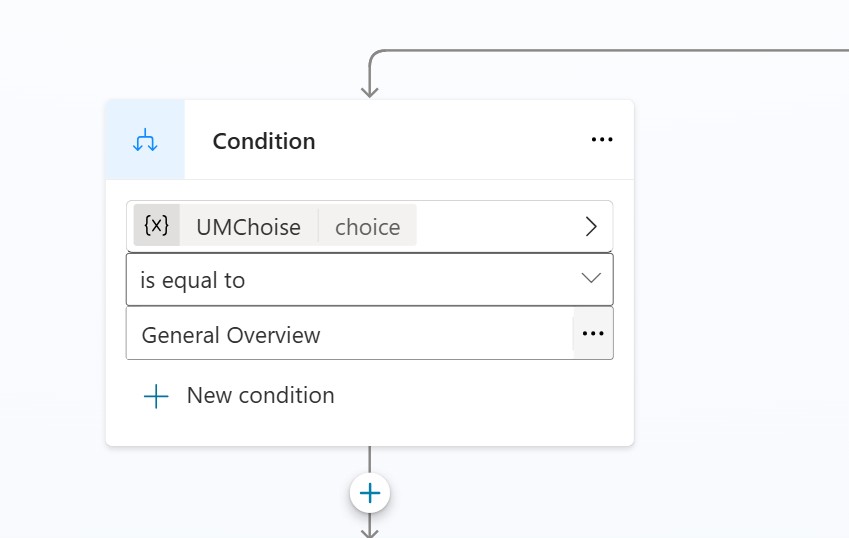 Condition
{x} UMChoise choice
is equal to
General Overview
New condition